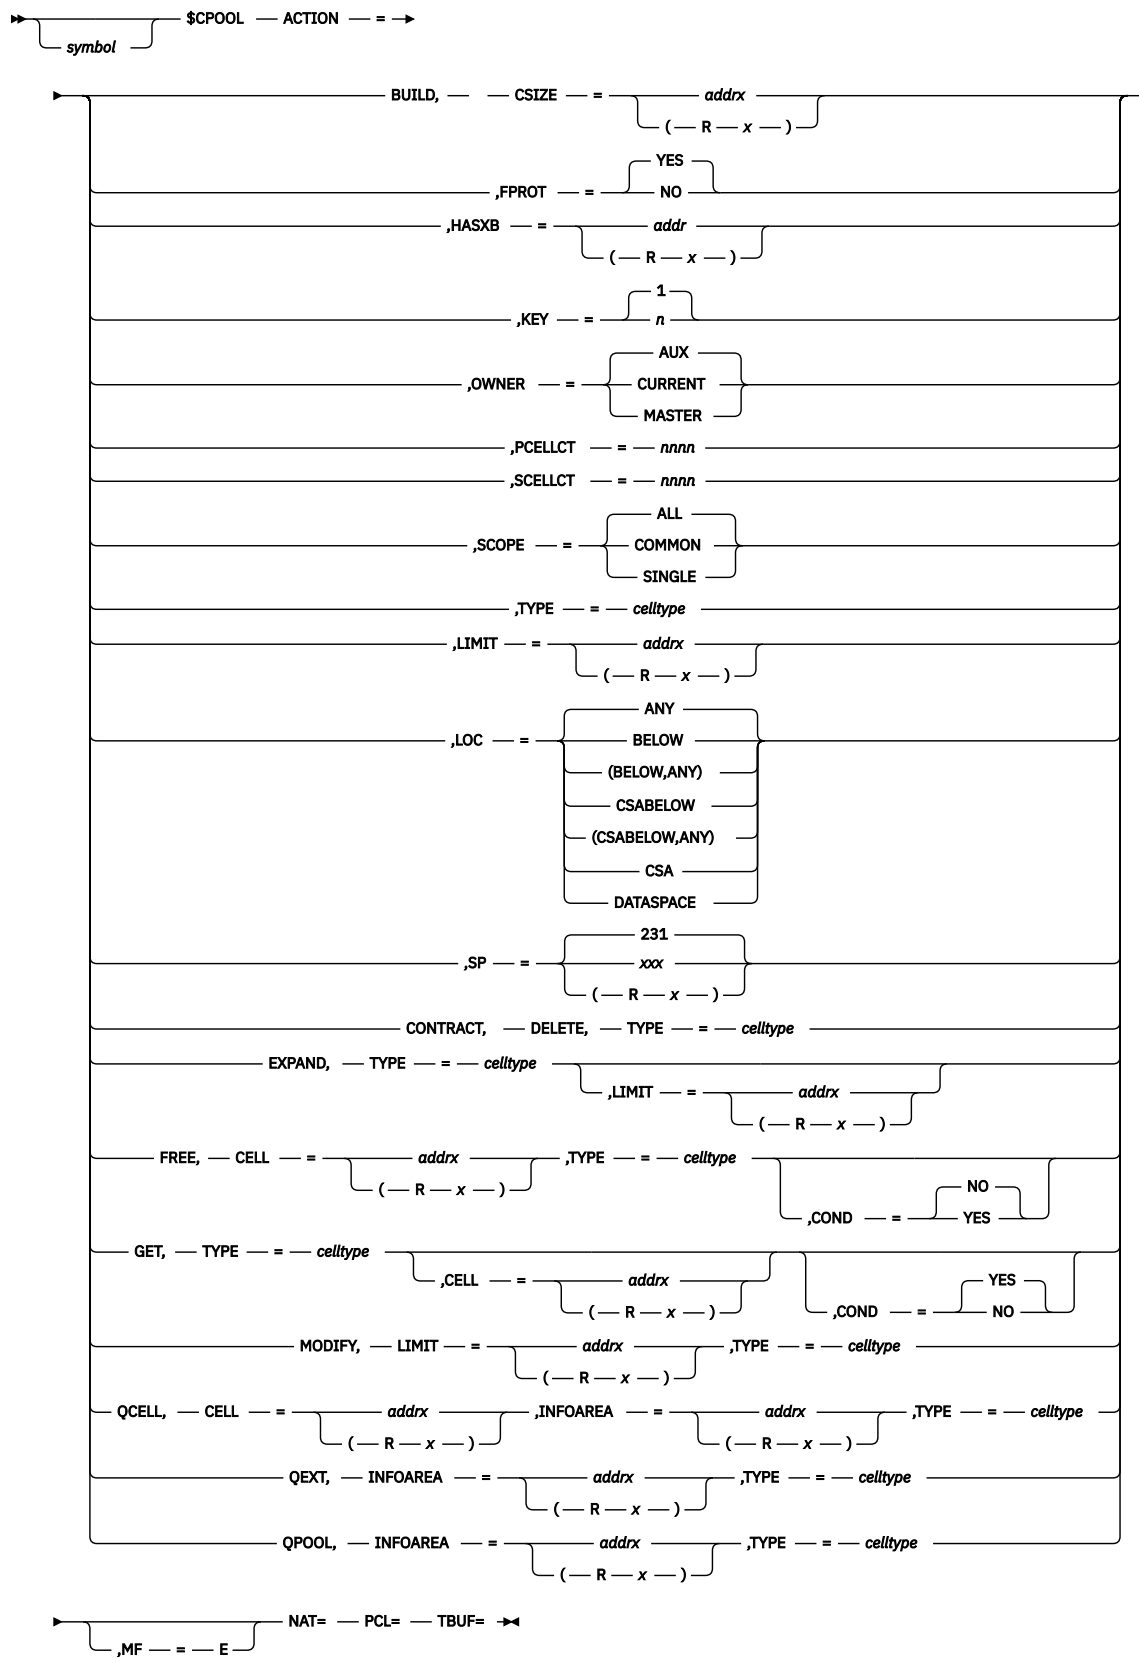 $CPOOL ACTION =
symbol
BUILD, CSIZE = addrx
( R x )
YES
,FPROT = NO
,HASXB = addr
( R x )
1
,KEY = n
AUX
,OWNER = CURRENT
MASTER
,PCELLCT = nnnn
,SCELLCT = nnnn
ALL
,SCOPE = COMMON
SINGLE
,TYPE = celltype
,LIMIT = addrx
( R x )
ANY
,LOC = BELOW
(BELOW,ANY)
CSABELOW
(CSABELOW,ANY)
CSA
DATASPACE
231
,SP = xxx
( R x )
CONTRACT, DELETE, TYPE = celltype
EXPAND, TYPE = celltype
,LIMIT = addrx
( R x )
FREE, CELL = addrx ,TYPE = celltype
( R x )
NO
,COND = YES
GET, TYPE = celltype
,CELL = addrx
( R x )
YES
,COND = NO
MODIFY, LIMIT = addrx ,TYPE = celltype
( R x )
QCELL, CELL = addrx ,INFOAREA = addrx ,TYPE = celltype
( R x ) ( R x )
QEXT, INFOAREA = addrx ,TYPE = celltype
( R x )
QPOOL, INFOAREA = addrx ,TYPE = celltype
( R x )
NAT= PCL= TBUF=
,MF = E